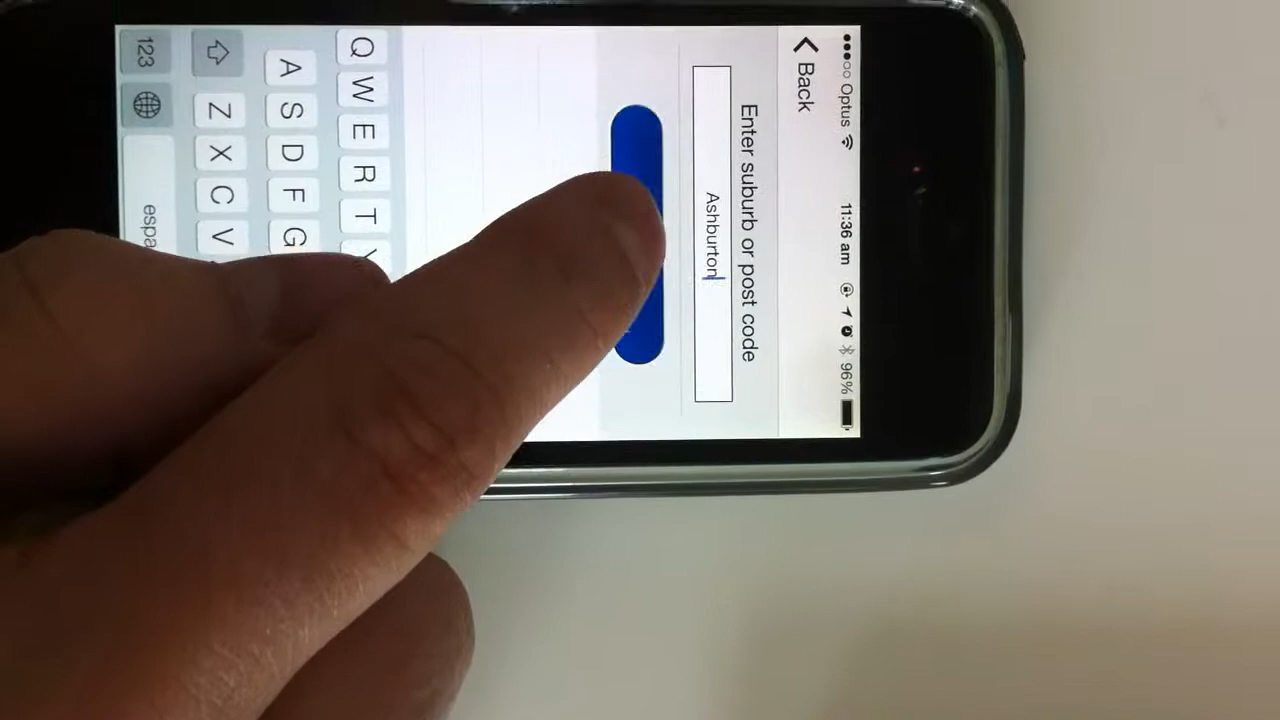 Optus 11:36 am 96%
Back
Enter suburb or post code
Ashburton
Q W E R T Y
A S D F G
Z X C V
123 espa